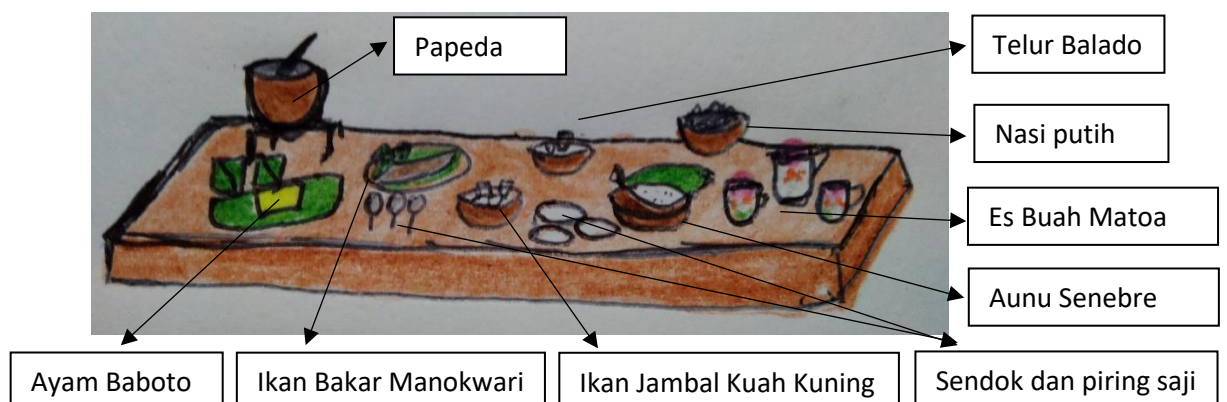 Papeda
Telur Balado
Nasi putih
Es Buah Matoa
Aunu Senebre
Ayam Baboto
Ikan Bakar Manokwari
Ikan Jambal Kuah Kuning
Sendok dan piring saji